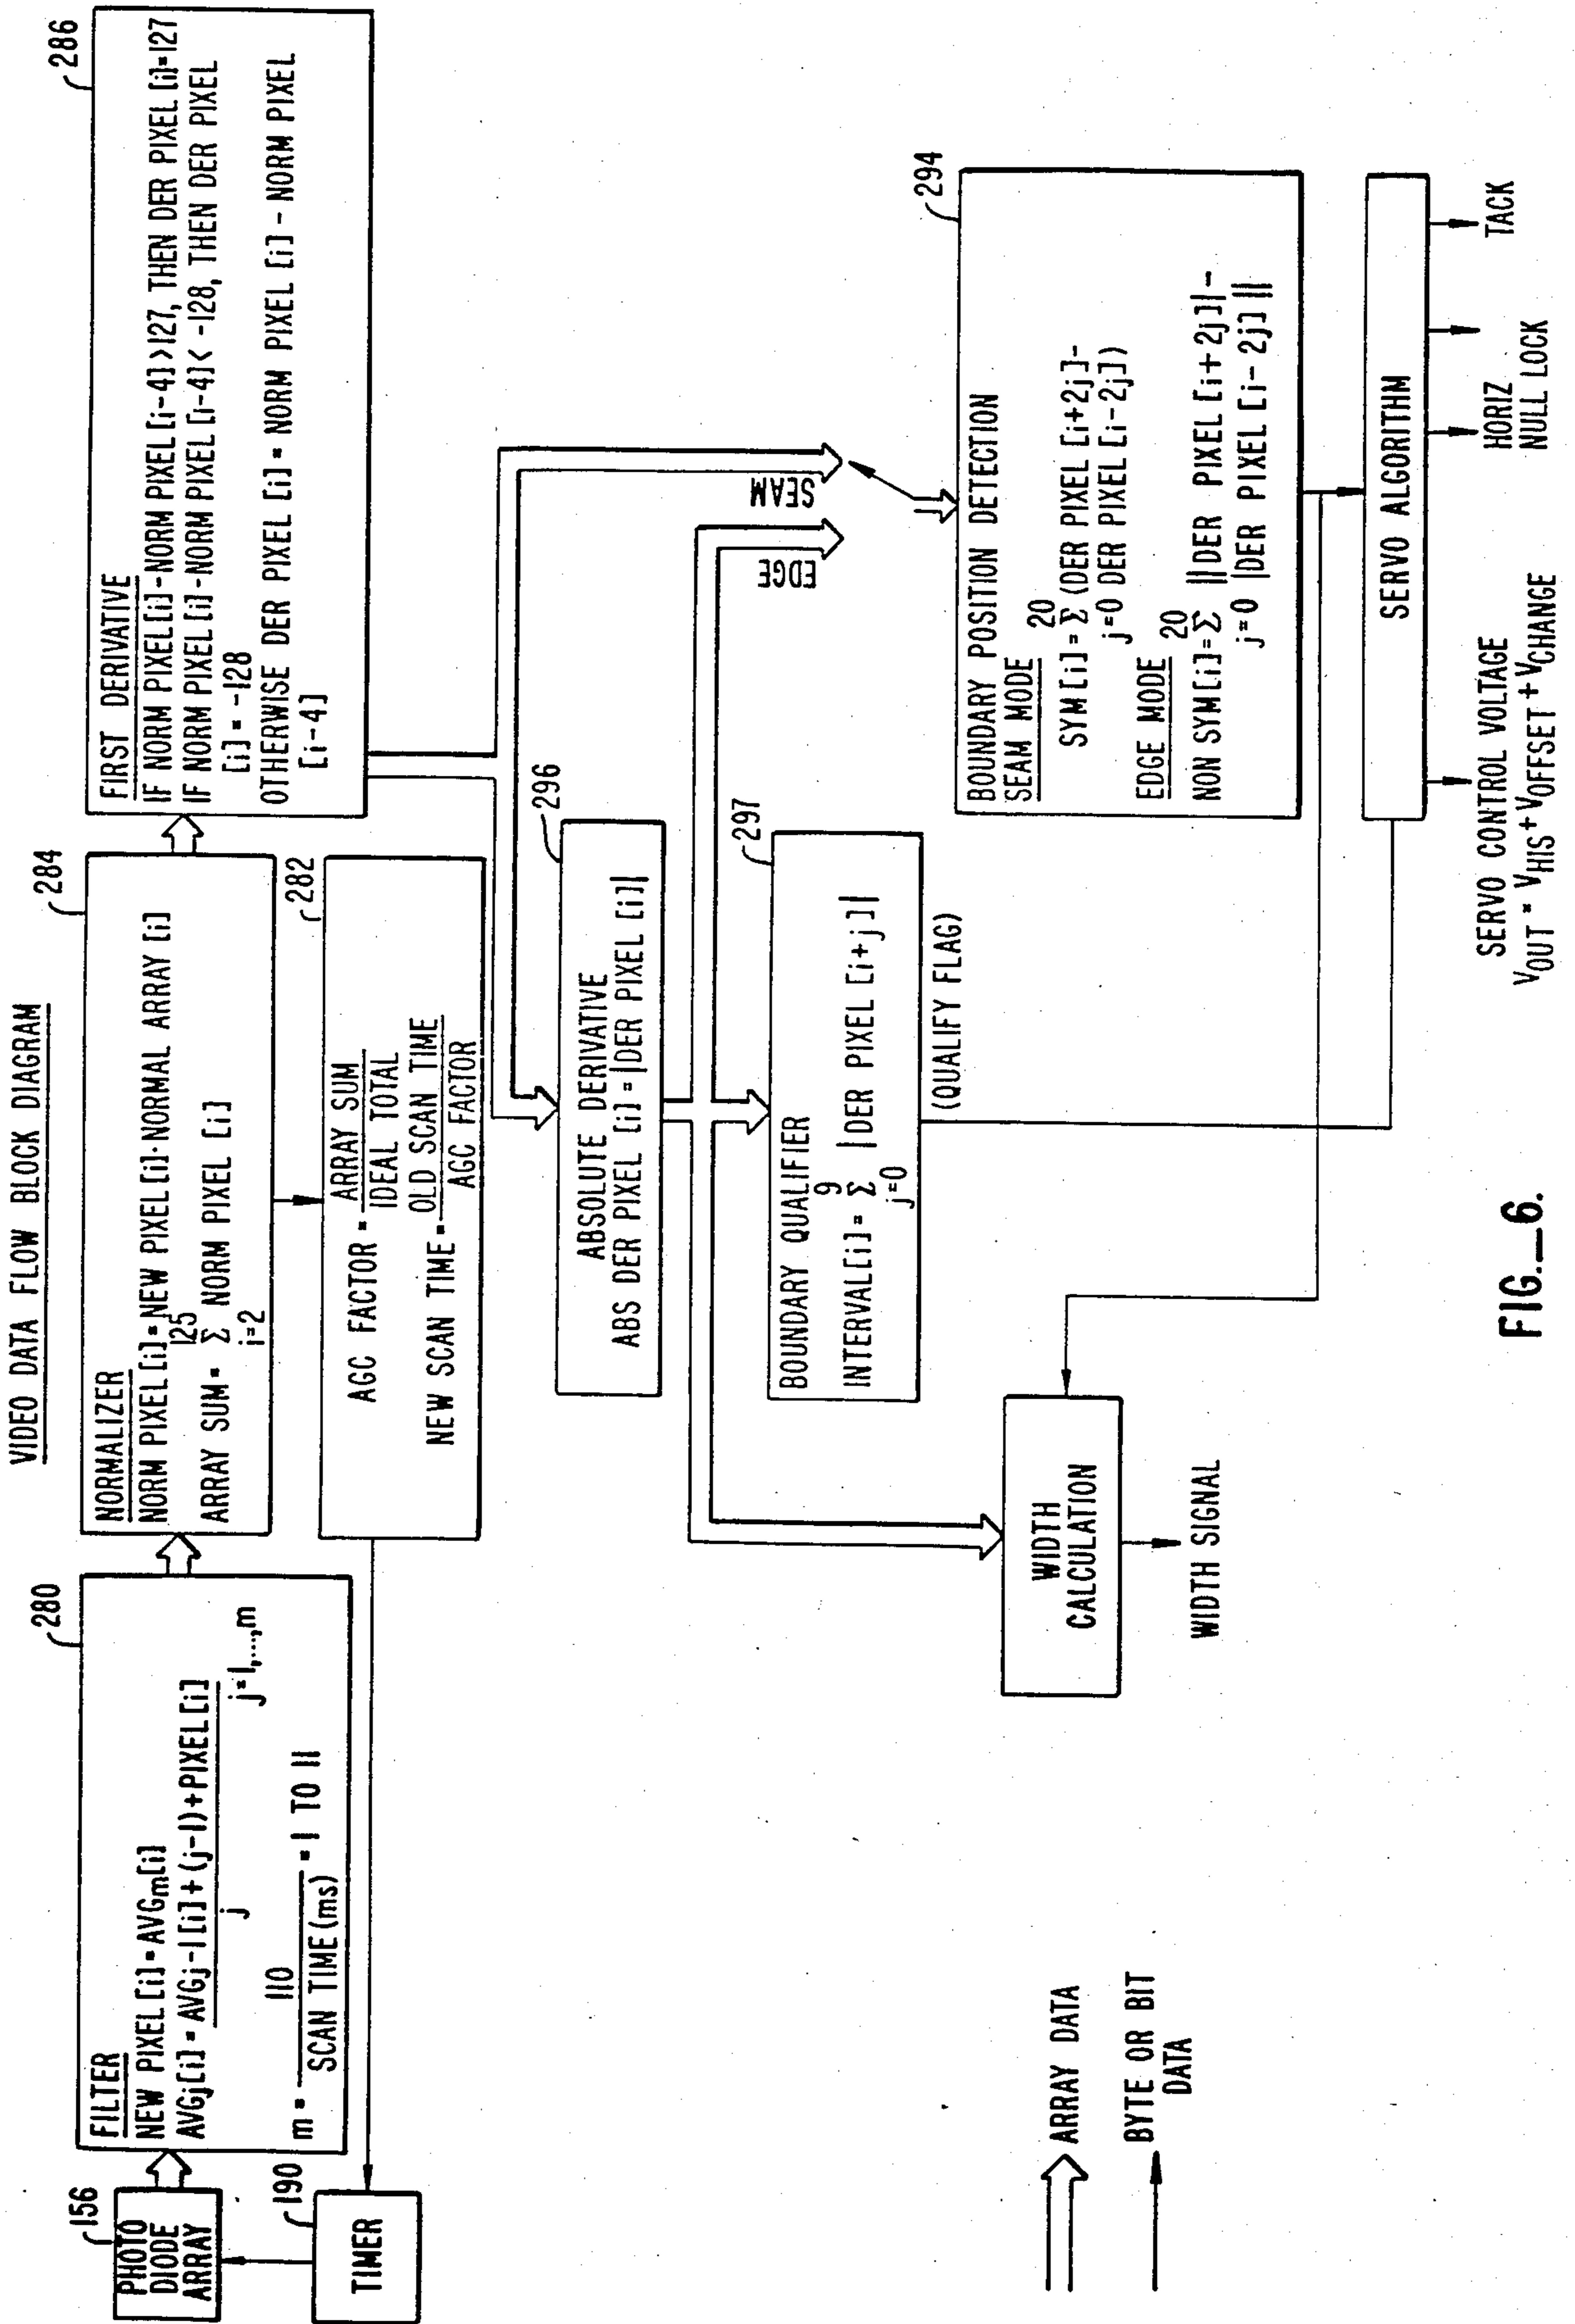 VIDEO DATA FLOW BLOCK DIAGRAM
156
PHOTO
DIODE
ARRAY
190
TIMER
280
FILTER
NEW PIXEL [i] = AVGm[i]
AVGj[i] = AVGj-1[i] + (j-1) + PIXEL[i]
j
j=1,...,m
m = 110
SCAN TIME (ms)
= 1 TO 11
284
NORMALIZER
NORM PIXEL [i] = NEW PIXEL [i]·NORMAL ARRAY [i]
125
ARRAY SUM = Σ NORM PIXEL [i]
i=2
282
AGC FACTOR = ARRAY SUM
IDEAL TOTAL
NEW SCAN TIME = OLD SCAN TIME
AGC FACTOR
286
FIRST DERIVATIVE
IF NORM PIXEL [i] - NORM PIXEL [i-4] > 127, THEN DER PIXEL [i] = 127
IF NORM PIXEL [i] - NORM PIXEL [i-4] < -128, THEN DER PIXEL
[i] = -128
OTHERWISE DER PIXEL [i] = NORM PIXEL [i] - NORM PIXEL
[i-4]
296
ABSOLUTE DERIVATIVE
ABS DER PIXEL [i] = |DER PIXEL [i]|
297
BOUNDARY QUALIFIER
9
INTERVAL[i] = Σ |DER PIXEL [i+j]|
j=0
(QUALIFY FLAG)
SEAM
EDGE
294
BOUNDARY POSITION DETECTION
SEAM MODE
20
SYM [i] = Σ (DER PIXEL [i+2j] -
j=0 DER PIXEL [i-2j])
EDGE MODE
20
NON SYM [i] = Σ ||DER PIXEL [i+2j]| -
j=0 |DER PIXEL [i-2j]||
WIDTH
CALCULATION
WIDTH SIGNAL
SERVO ALGORITHM
SERVO CONTROL VOLTAGE
VOUT = VHIS + VOFFSET + VCHANGE
HORIZ
NULL LOCK
TACK
ARRAY DATA
BYTE OR BIT
DATA
FIG._6.